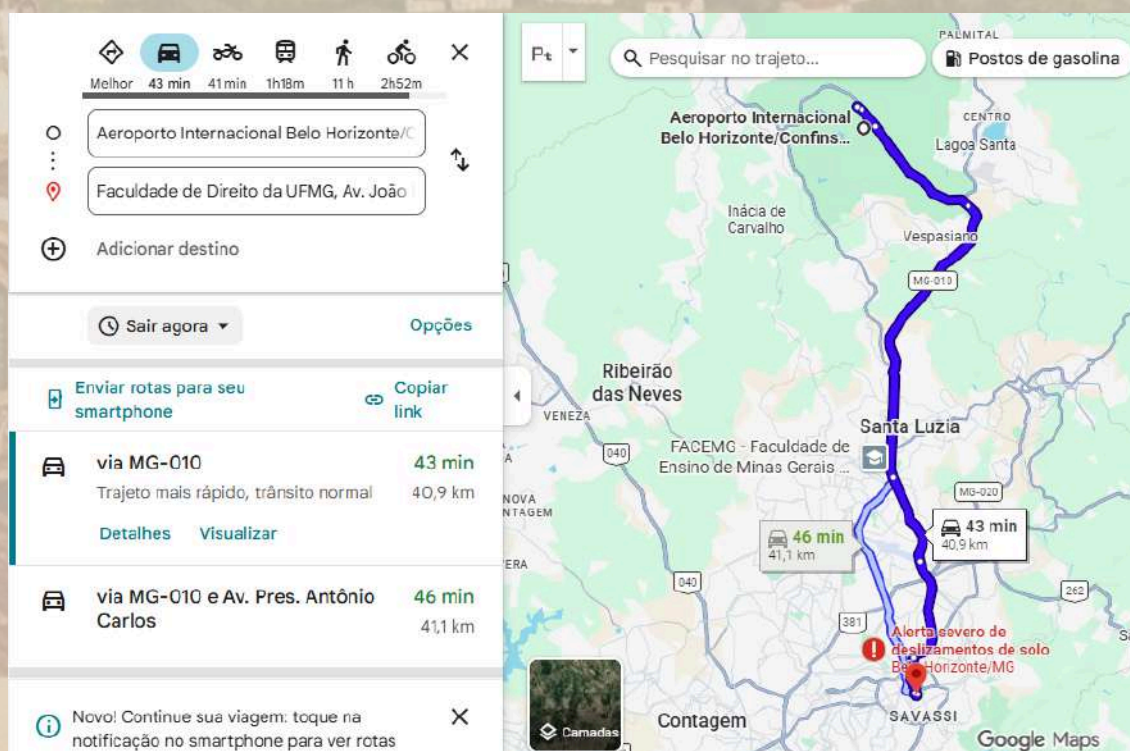 Melhor 43 min 41 min 1h18m 11 h 2h52m
Aeroporto Internacional Belo Horizonte/C
Faculdade de Direito da UFMG, Av. João
Adicionar destino
Sair agora
Opções
Enviar rotas para seu
smartphone
Copiar
link
via MG-010
43 min
Trajeto mais rápido, trânsito normal
40,9 km
Detalhes Visualizar
via MG-010 e Av. Pres. Antônio
Carlos
46 min
41,1 km
Novo! Continue sua viagem: toque na
notificação no smartphone para ver rotas
Pesquisar no trajeto...
Postos de gasolina
PALMITAL
Aeroporto Internacional
Belo Horizonte/Confins...
CENTRO
Lagoa Santa
Inácia de
Carvalho
Vespasiano
MG-010
Ribeirão
das Neves
VENEZA
040
Santa Luzia
FACEMG - Faculdade de
Ensino de Minas Gerais ...
NOVA
NTAGEM
MG-020
46 min
41,1 km
43 min
40,9 km
ERA
040
262
381
Alerta severo de
deslizamentos de solo
Belo Horizonte/MG
SAVASSI
Contagem
Camadas
Google Maps